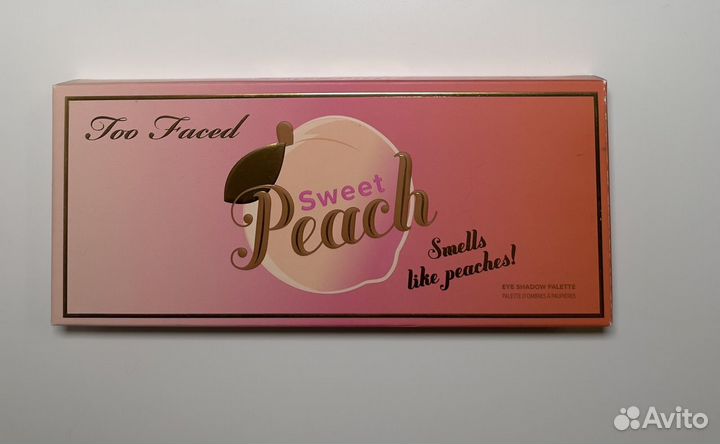 Too Faced
Sweet
Peach
Smells
like peaches!
EYE SHADOW PALETTE
PALETTE D'OMBRES À PAUPIÈRES
Avito